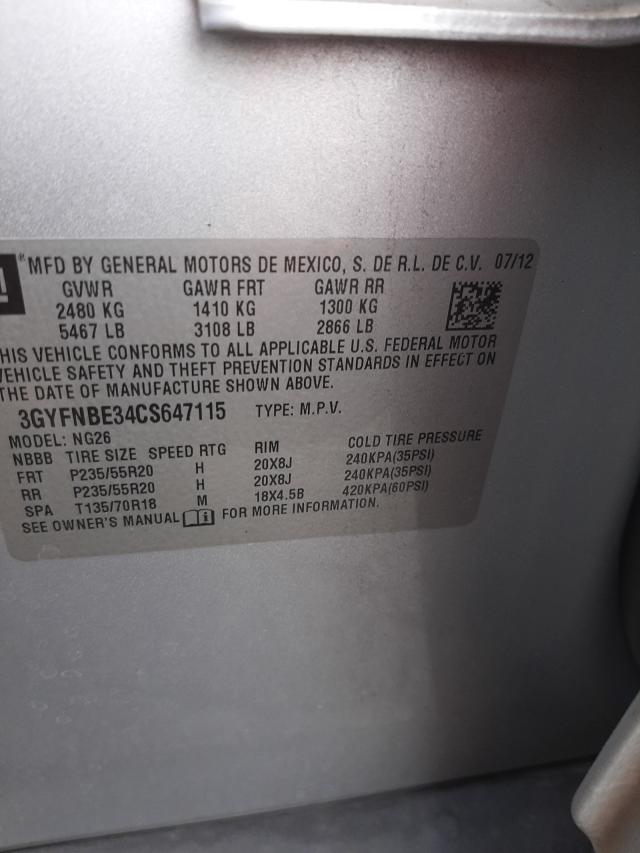 ®MFD BY GENERAL MOTORS DE MEXICO, S. DE R.L. DE C.V. 07/12
GVWR GAWR FRT GAWR RR
2480 KG 1410 KG 1300 KG
5467 LB 3108 LB 2866 LB
HIS VEHICLE CONFORMS TO ALL APPLICABLE U.S. FEDERAL MOTOR
VEHICLE SAFETY AND THEFT PREVENTION STANDARDS IN EFFECT ON
THE DATE OF MANUFACTURE SHOWN ABOVE.
3GYFNBE34CS647115 TYPE: M.P.V.
MODEL: NG26
NBBB TIRE SIZE SPEED RTG RIM COLD TIRE PRESSURE
FRT P235/55R20 H 20X8J 240KPA(35PSI)
RR P235/55R20 H 20X8J 240KPA(35PSI)
SPA T135/70R18 M 18X4.5B 420KPA(60PSI)
SEE OWNER'S MANUAL FOR MORE INFORMATION.